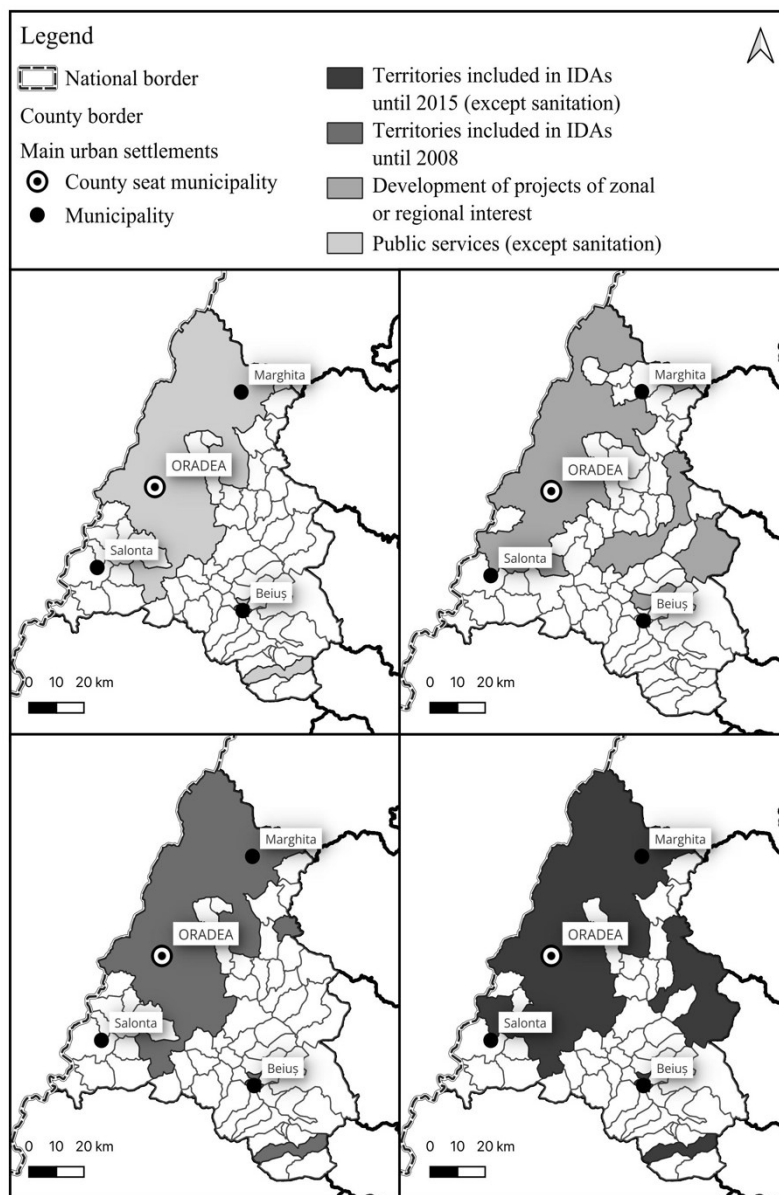 Legend
National border
County border
Main urban settlements
County seat municipality
Municipality
Territories included in IDAs
until 2015 (except sanitation)
Territories included in IDAs
until 2008
Development of projects of zonal
or regional interest
Public services (except sanitation)
Marghita
ORADEA
Salonta
Beiuș
0 10 20 km
Marghita
ORADEA
Salonta
Beiuș
0 10 20 km
Marghita
ORADEA
Salonta
Beiuș
0 10 20 km
Marghita
ORADEA
Salonta
Beiuș
0 10 20 km